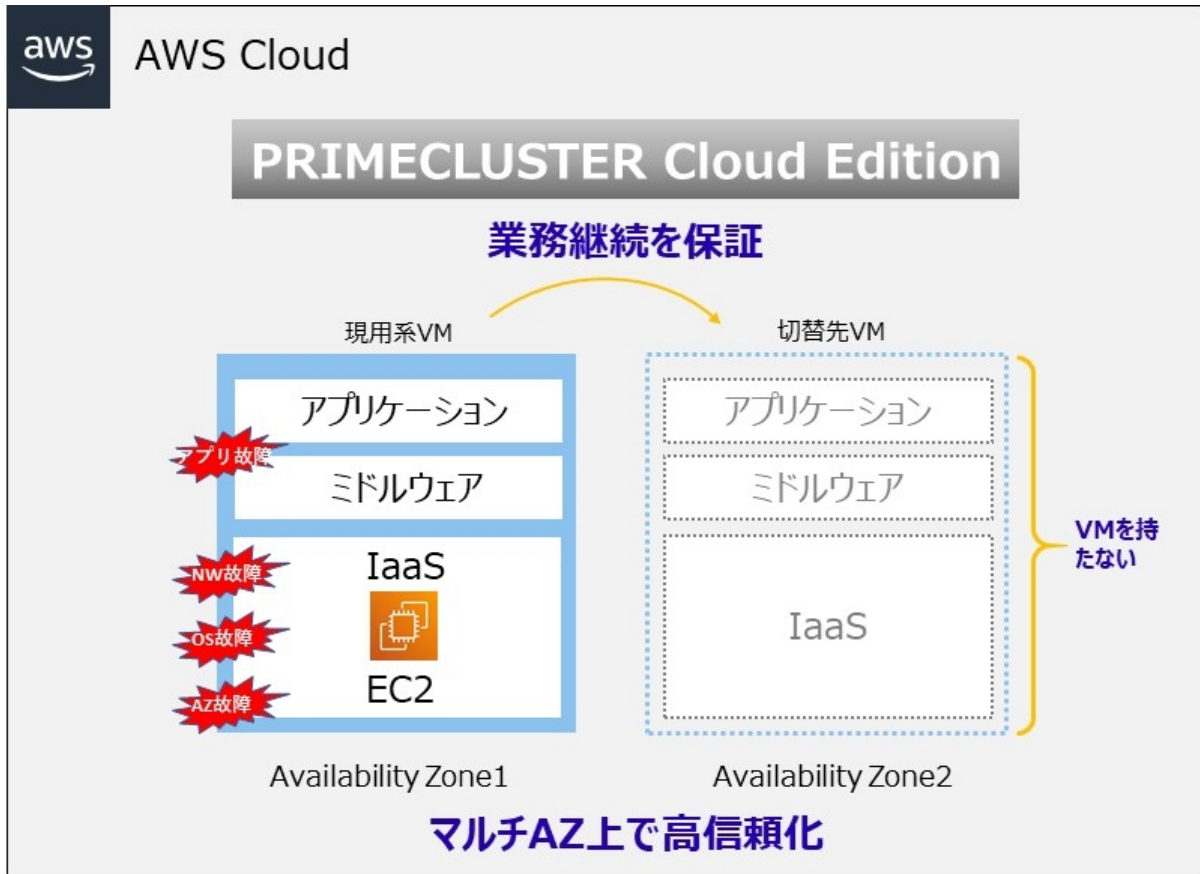 aws
AWS Cloud
PRIMECLUSTER Cloud Edition
業務継続を保証
現用系VM
切替先VM
アプリケーション
アプリケーション
アプリ故障
ミドルウェア
ミドルウェア
VMを持
たない
NW故障
IaaS
IaaS
OS故障
AZ故障
EC2
Availability Zone1
Availability Zone2
マルチAZ上で高信頼化